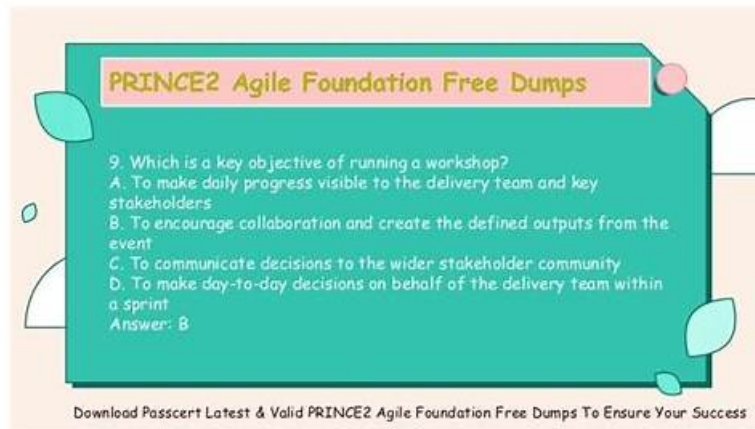 PRINCE2 Agile Foundation Free Dumps
9. Which is a key objective of running a workshop?
A. To make daily progress visible to the delivery team and key
stakeholders
B. To encourage collaboration and create the defined outputs from the
event
C. To communicate decisions to the wider stakeholder community
D. To make day-to-day decisions on behalf of the delivery team within
a sprint
Answer: B
Download Passcert Latest & Valid PRINCE2 Agile Foundation Free Dumps To Ensure Your Success